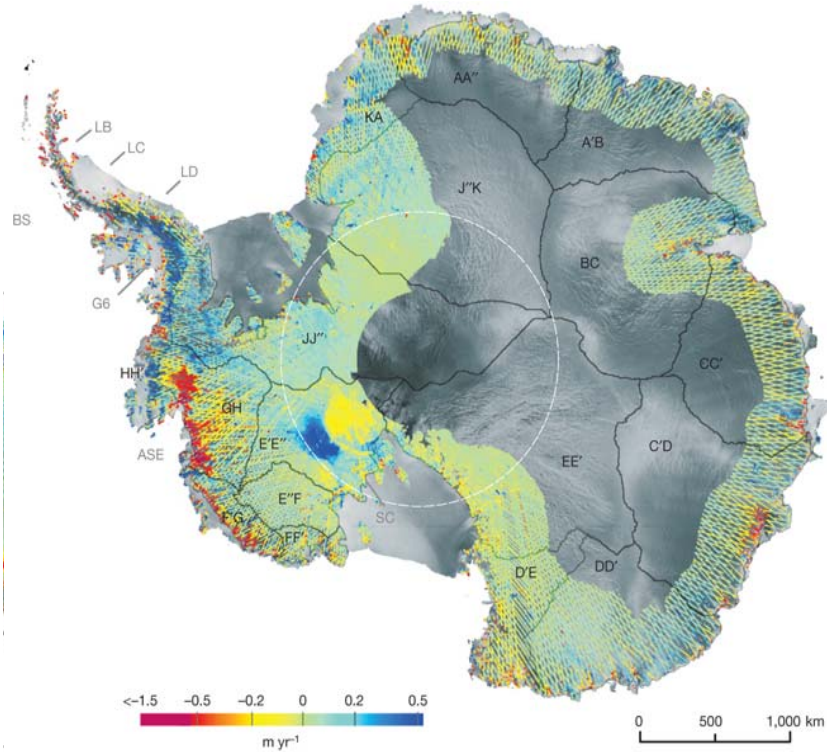 AA″
LB
KA
LC
A′B
LD
J″K
BS
BC
G6
JJ″
HH′
CC′
GH
ASE
E′E″
C′D
EE′
E″F
SC
F′G
FF′
D′E
DD′
<–1.5 –0.5 –0.2 0 0.2 0.5
m yr⁻¹
0 500 1,000 km